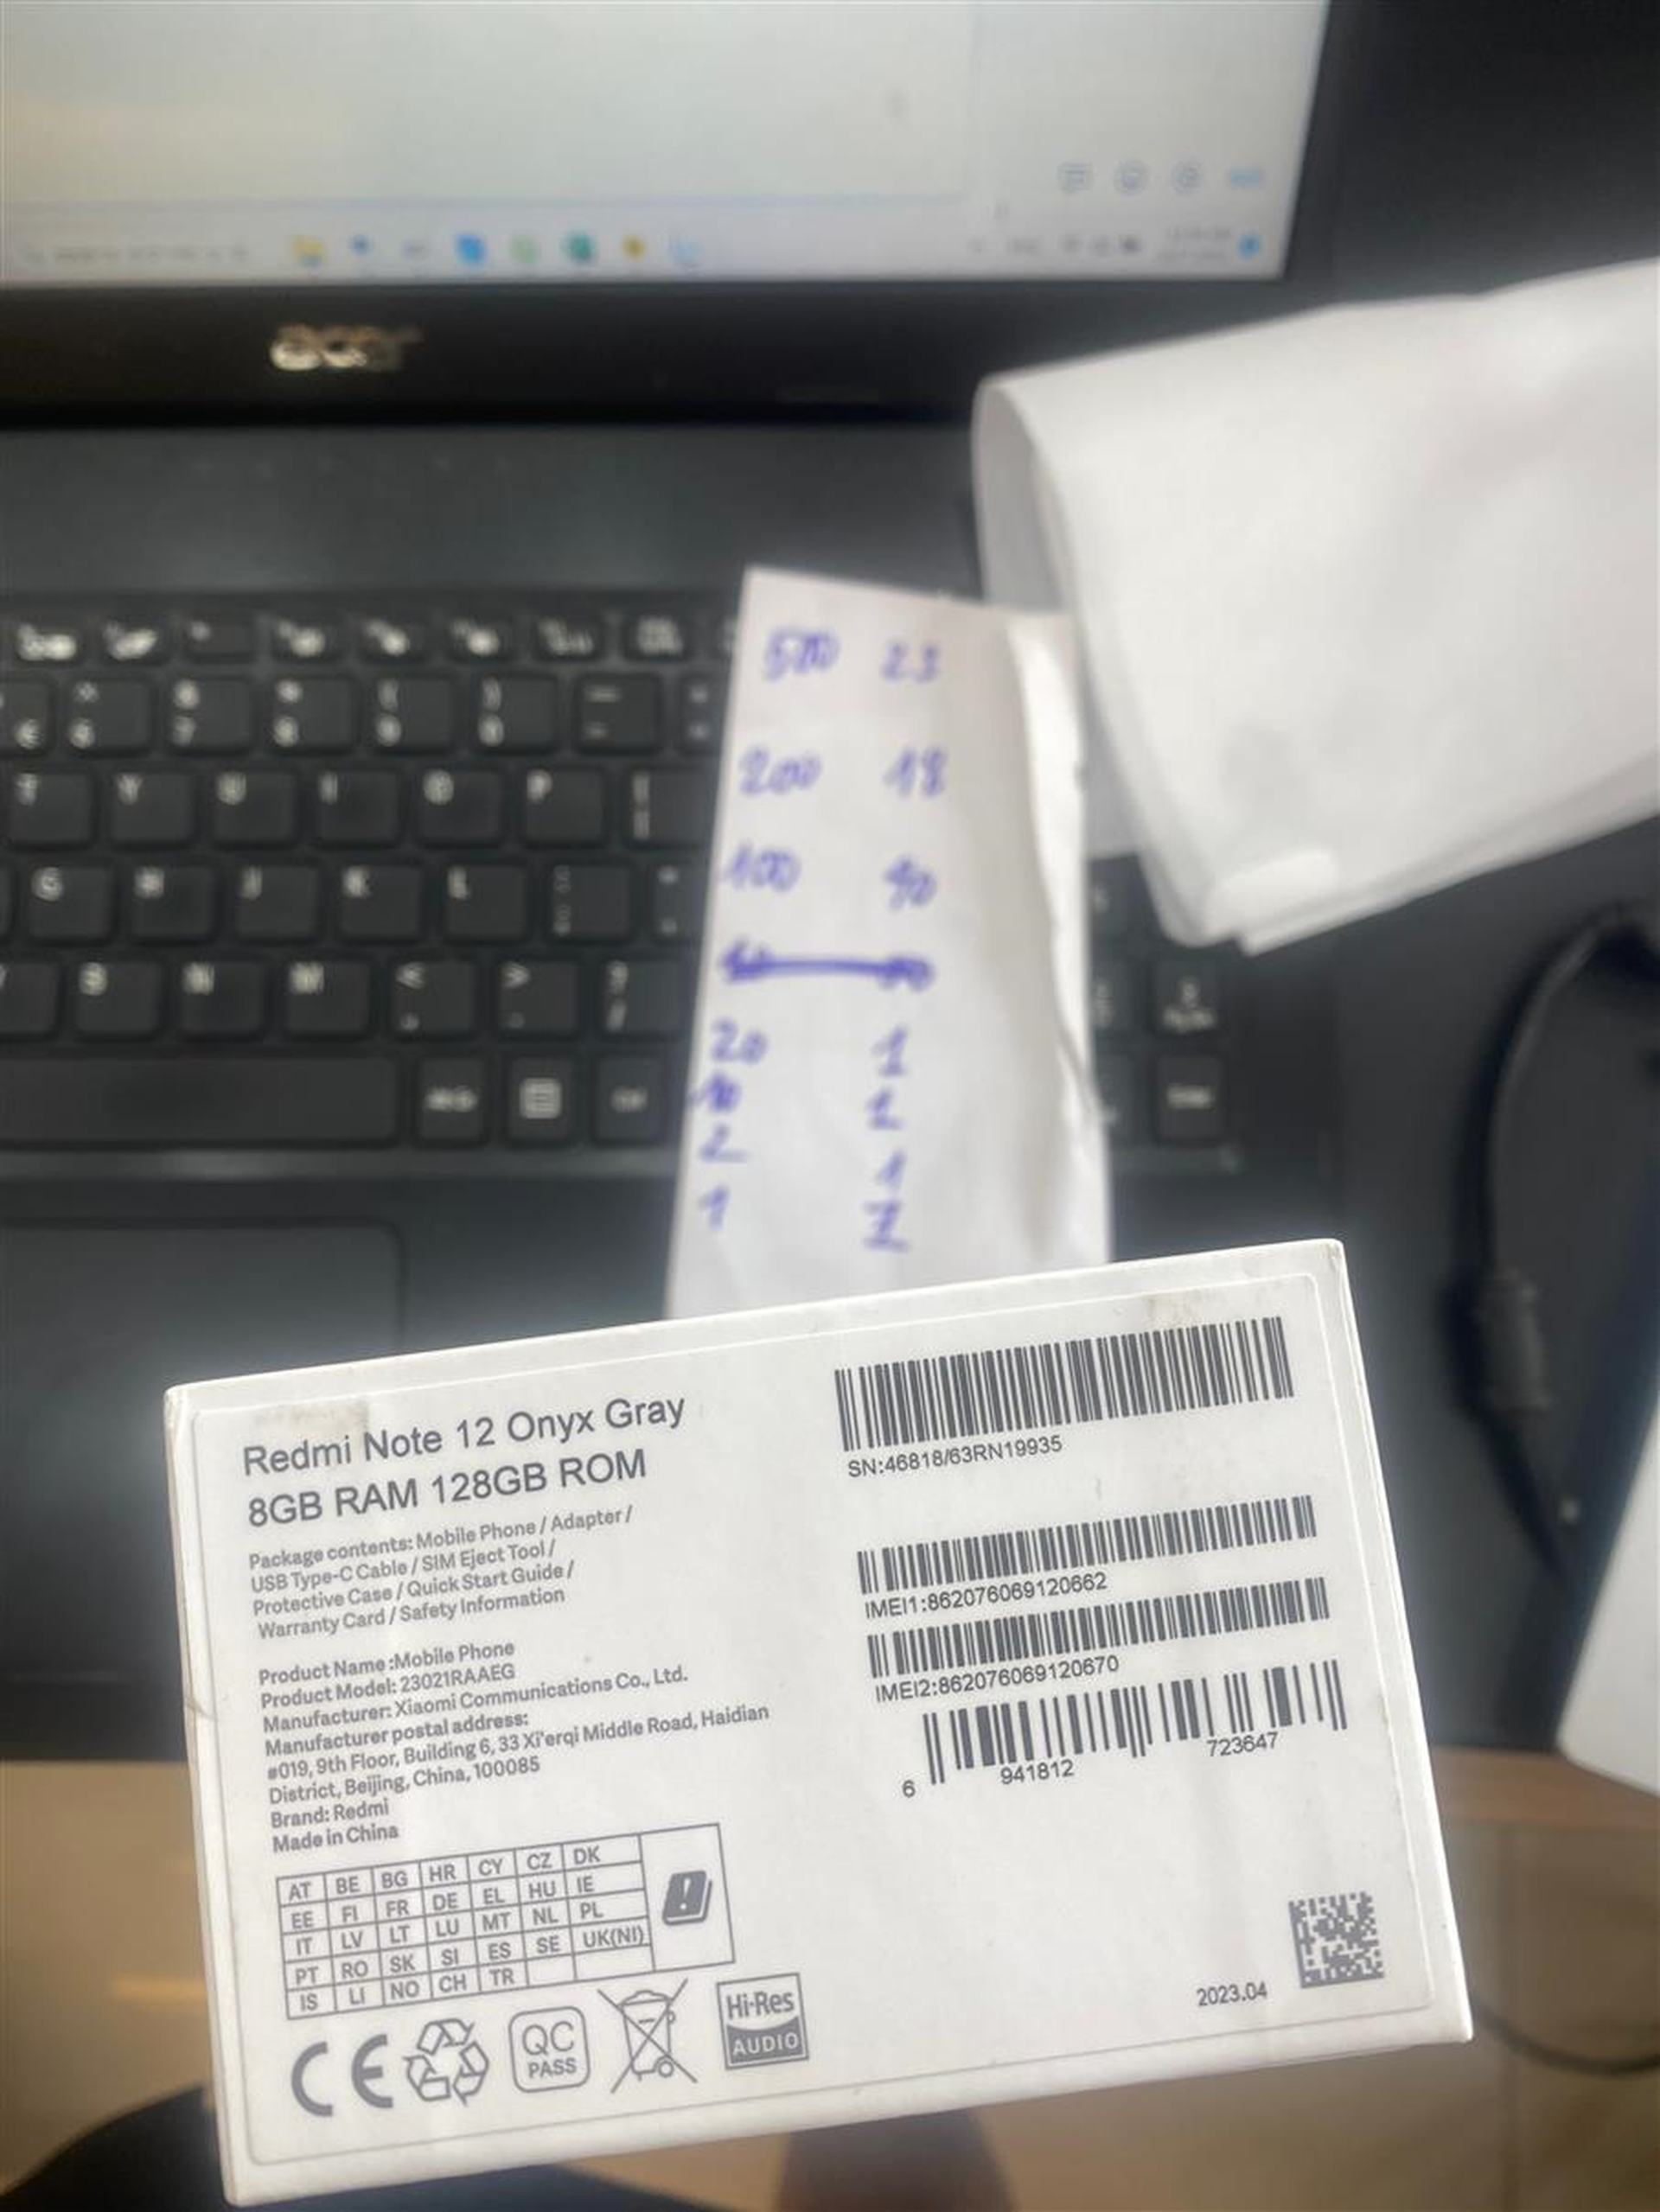 acer
500 23
200 18
100 90
20 1
10 1
2 1
1 1
Redmi Note 12 Onyx Gray
8GB RAM 128GB ROM
Package contents: Mobile Phone / Adapter /
USB Type-C Cable / SIM Eject Tool /
Protective Case / Quick Start Guide /
Warranty Card / Safety Information
Product Name :Mobile Phone
Product Model: 23021RAAEG
Manufacturer: Xiaomi Communications Co., Ltd.
Manufacturer postal address:
#019, 9th Floor, Building 6, 33 Xi'erqi Middle Road, Haidian
District, Beijing, China, 100085
Brand: Redmi
Made in China
AT BE BG HR CY CZ DK
EE FI FR DE EL HU IE
IT LV LT LU MT NL PL
PT RO SK SI ES SE UK(NI)
IS LI NO CH TR
CE
QC
PASS
Hi-Res
AUDIO
SN:46818/63RN19935
IMEI1:862076069120662
IMEI2:862076069120670
6 941812 723647
2023.04